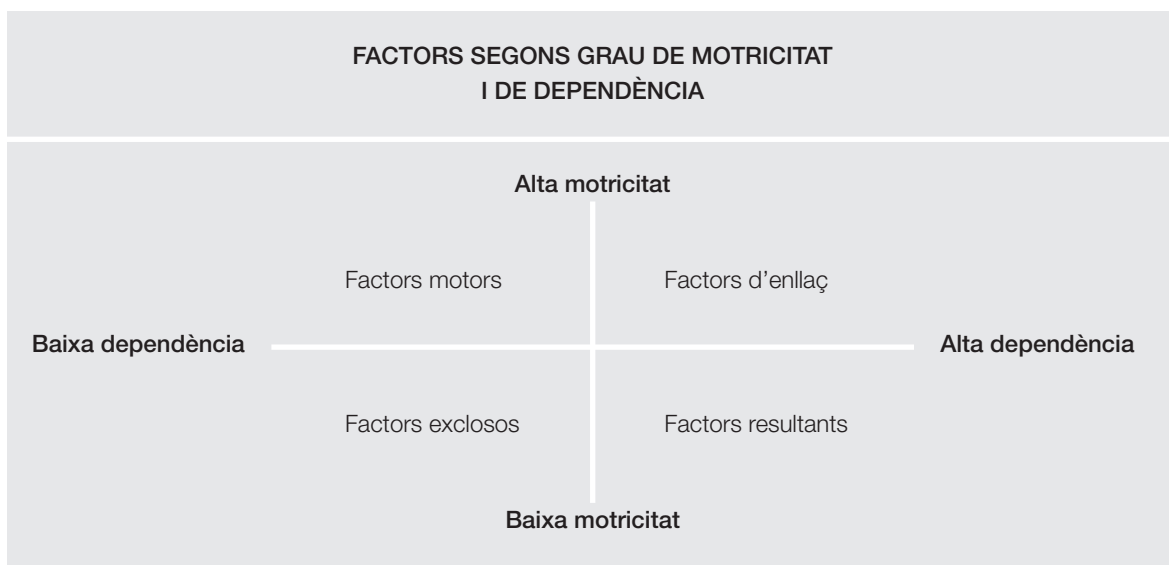 FACTORS SEGONS GRAU DE MOTRICITAT
I DE DEPENDÈNCIA
Alta motricitat
Factors motors
Factors d’enllaç
Baixa dependència
Alta dependència
Factors exclosos
Factors resultants
Baixa motricitat